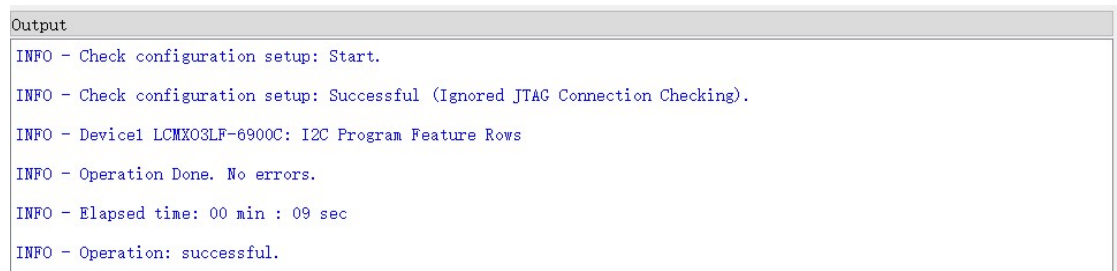 Output
INFO - Check configuration setup: Start.
INFO - Check configuration setup: Successful (Ignored JTAG Connection Checking).
INFO - Device1 LCMXO3LF-6900C: I2C Program Feature Rows
INFO - Operation Done. No errors.
INFO - Elapsed time: 00 min : 09 sec
INFO - Operation: successful.